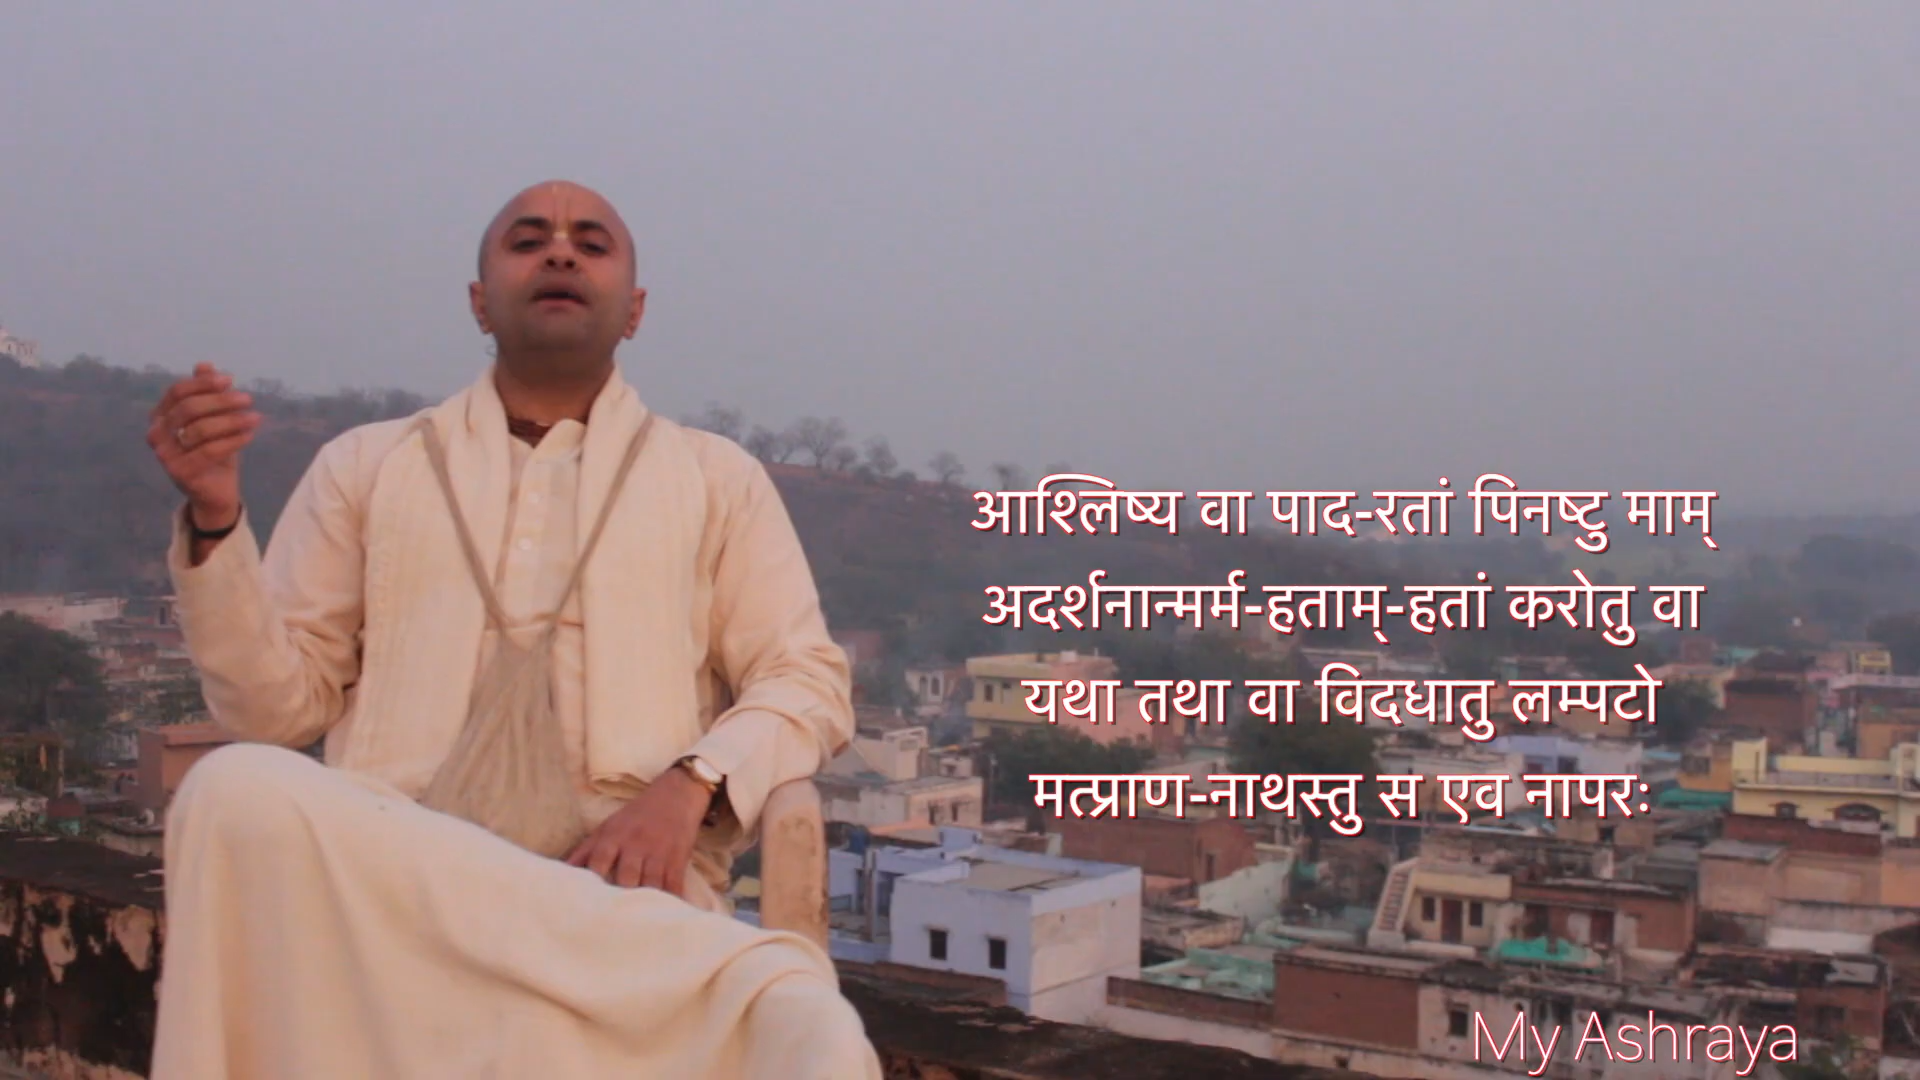 आश्लिष्य वा पाद-रतां पिनष्टु माम्
अदर्शनान्मर्म-हताम्-हतां करोतु वा
यथा तथा वा विदधातु लम्पटो
मत्प्राण-नाथस्तु स एव नापरः
My Ashraya